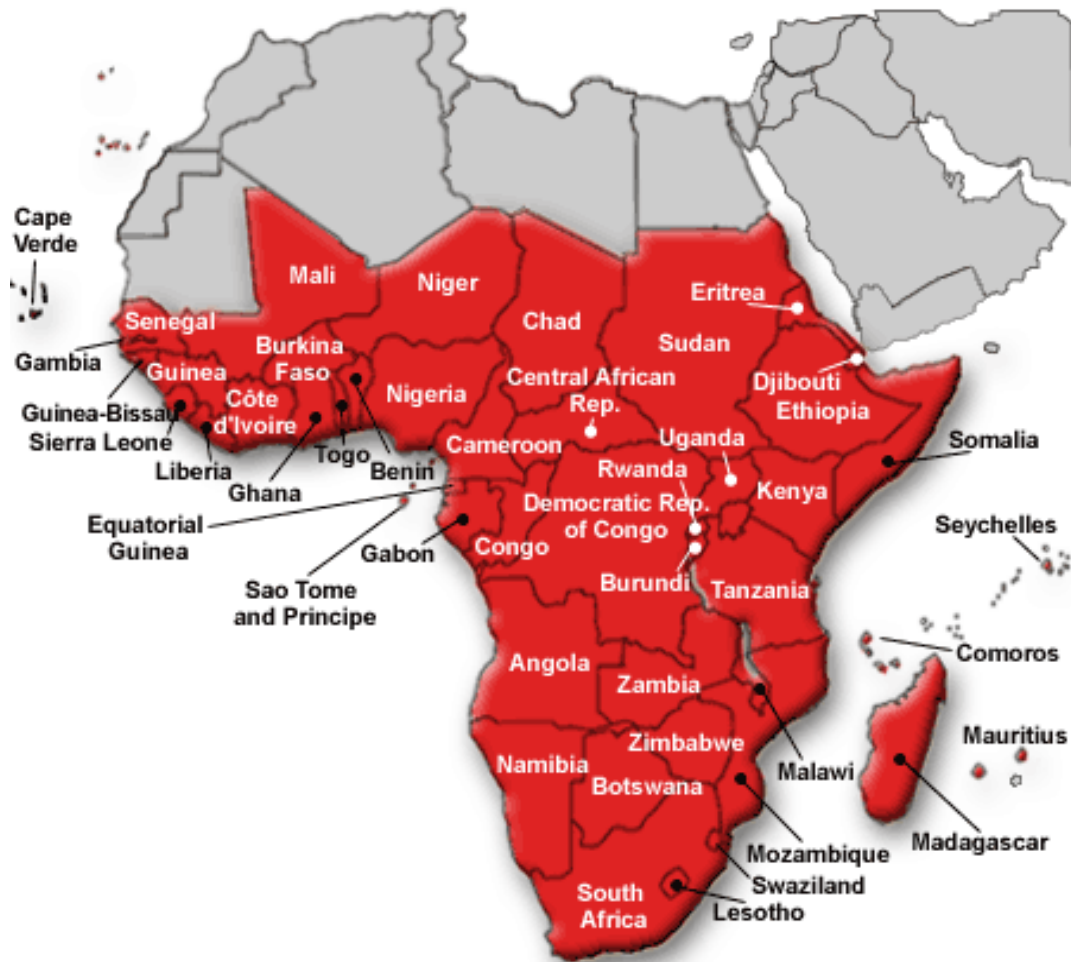 Cape
Verde
Mali
Niger
Chad
Eritrea
Sudan
Senegal
Gambia
Guinea
Burkina
Faso
Nigeria
Central African
Rep.
Djibouti
Ethiopia
Guinea-Bissau
Côte
d'Ivoire
Sierra Leone
Liberia
Ghana
Togo
Benin
Cameroon
Uganda
Rwanda
Somalia
Kenya
Democratic Rep.
of Congo
Equatorial
Guinea
Gabon
Congo
Burundi
Tanzania
Seychelles
Sao Tome
and Principe
Comoros
Angola
Zambia
Malawi
Mauritius
Zimbabwe
Namibia
Botswana
Madagascar
Mozambique
Swaziland
Lesotho
South
Africa